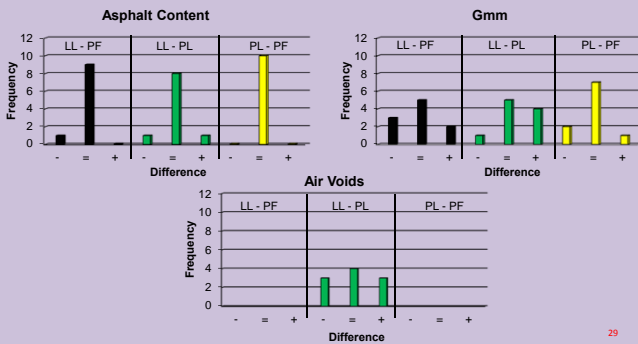 Asphalt Content
12
10
8
6
4
2
0
Frequency
LL - PF
LL - PL
PL - PF
- = + - = + - = +
Difference
Gmm
12
10
8
6
4
2
0
Frequency
LL - PF
LL - PL
PL - PF
- = + - = + - = +
Difference
Air Voids
12
10
8
6
4
2
0
Frequency
LL - PF
LL - PL
PL - PF
- = + - = + - = +
Difference
29